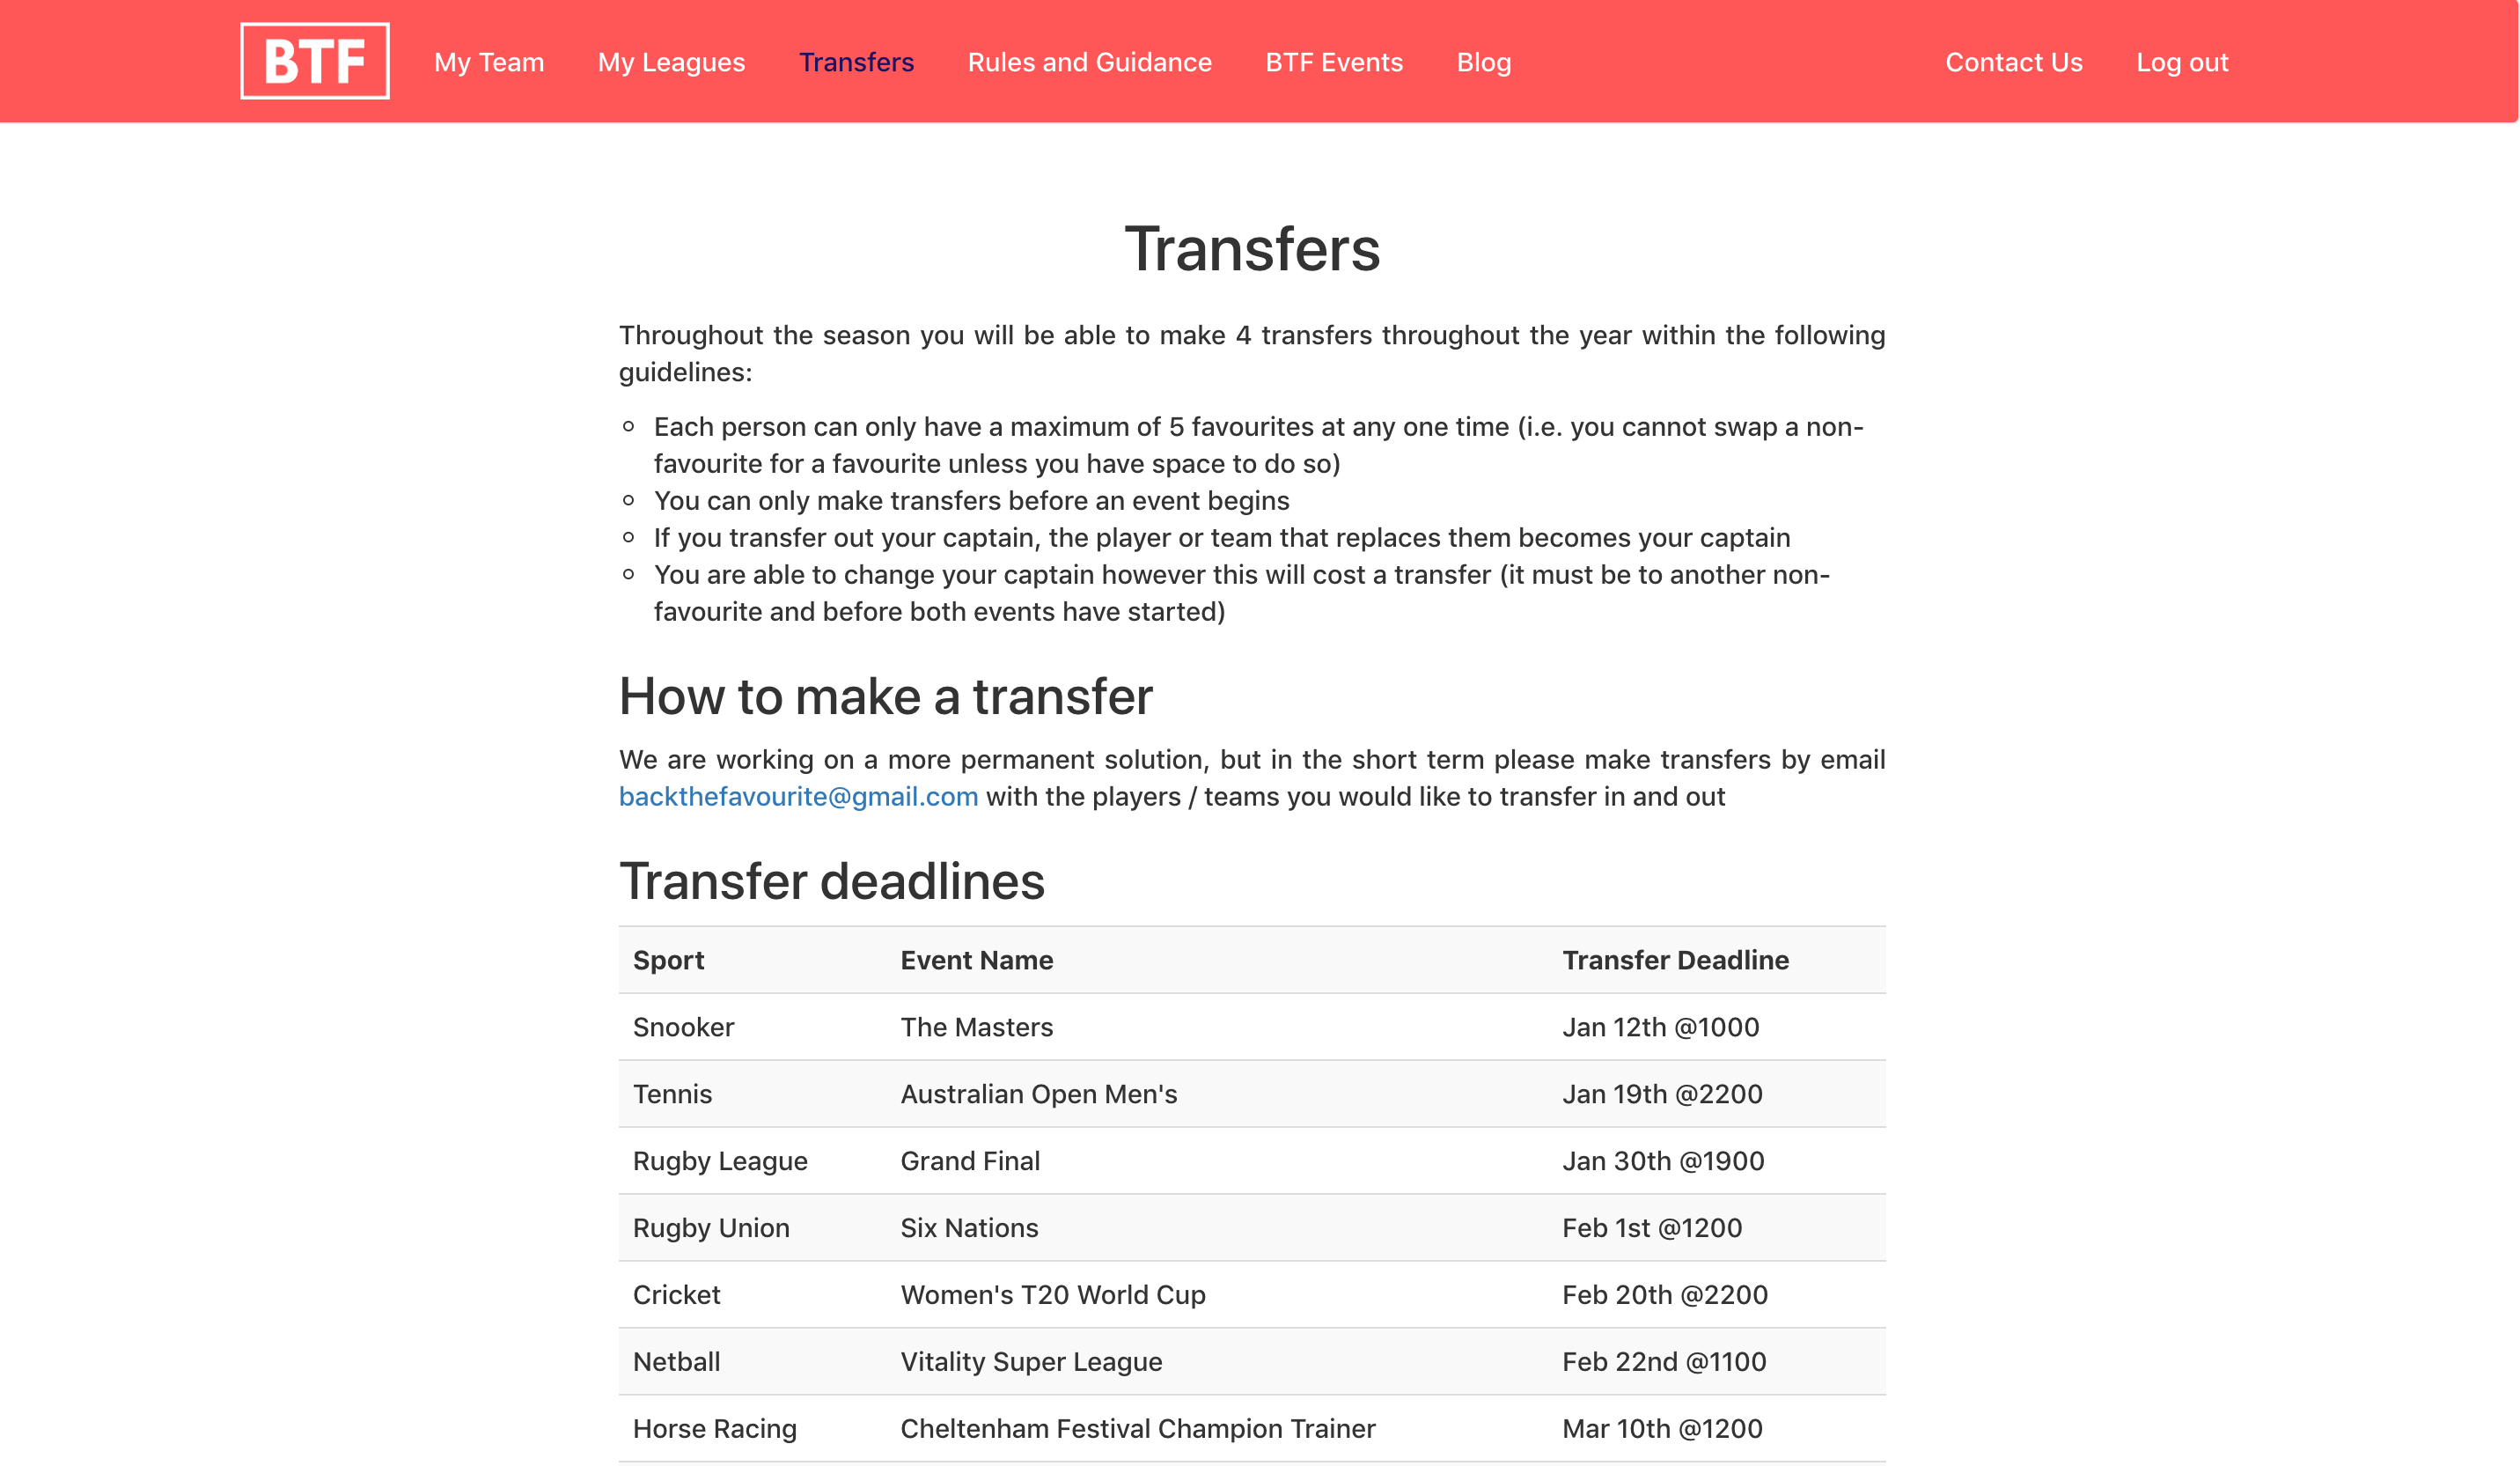 BTF My Team My Leagues Transfers Rules and Guidance BTF Events Blog Contact Us Log out
Transfers
Throughout the season you will be able to make 4 transfers throughout the year within the following
guidelines:
Each person can only have a maximum of 5 favourites at any one time (i.e. you cannot swap a non-
favourite for a favourite unless you have space to do so)
You can only make transfers before an event begins
If you transfer out your captain, the player or team that replaces them becomes your captain
You are able to change your captain however this will cost a transfer (it must be to another non-
favourite and before both events have started)
How to make a transfer
We are working on a more permanent solution, but in the short term please make transfers by email
backthefavourite@gmail.com with the players / teams you would like to transfer in and out
Transfer deadlines
Sport Event Name Transfer Deadline
Snooker The Masters Jan 12th @1000
Tennis Australian Open Men's Jan 19th @2200
Rugby League Grand Final Jan 30th @1900
Rugby Union Six Nations Feb 1st @1200
Cricket Women's T20 World Cup Feb 20th @2200
Netball Vitality Super League Feb 22nd @1100
Horse Racing Cheltenham Festival Champion Trainer Mar 10th @1200